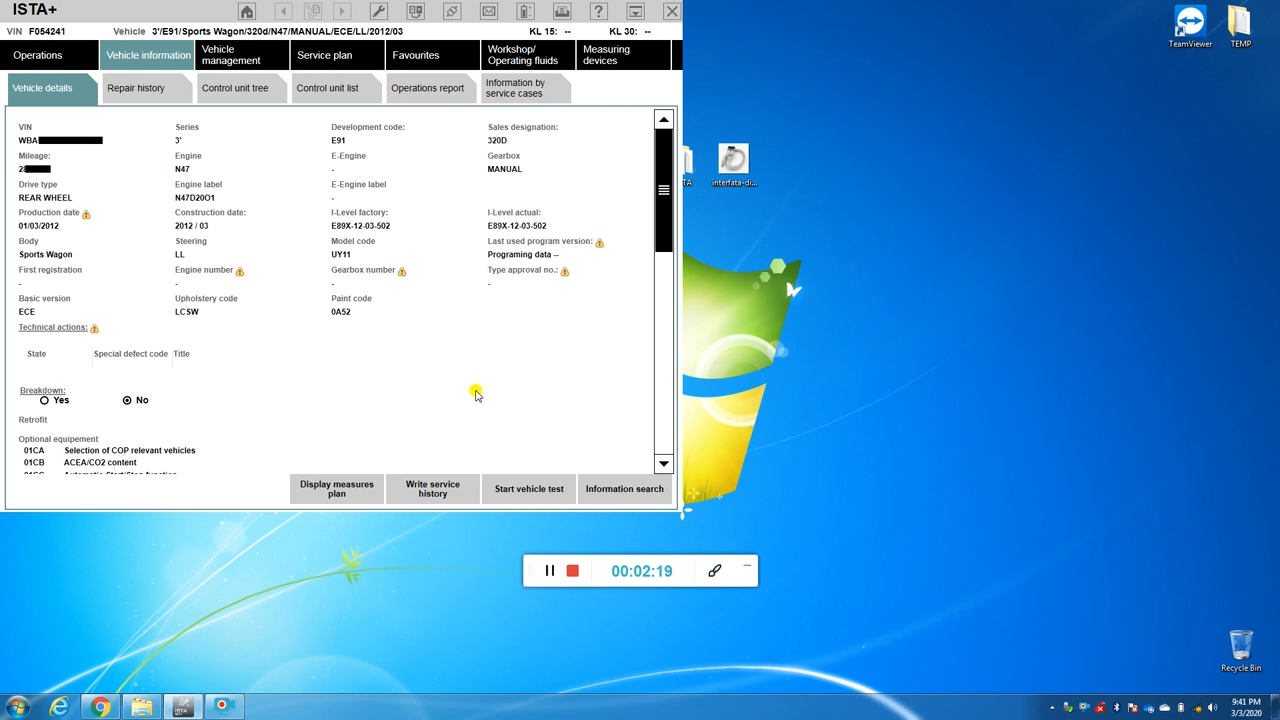 ISTA+
VIN F054241 Vehicle 3'/E91/Sports Wagon/320d/N47/MANUAL/ECE/LL/2012/03 KL 15: -- KL 30: --
Operations Vehicle information Vehicle management Service plan Favourites Workshop/ Operating fluids Measuring devices
Vehicle details Repair history Control unit tree Control unit list Operations report Information by service cases
VIN Series Development code: Sales designation:
WBA 3' E91 320D
Mileage: Engine E-Engine Gearbox
2 N47 - MANUAL
Drive type Engine label E-Engine label
REAR WHEEL N47D20O1 -
Production date Construction date: I-Level factory: I-Level actual:
01/03/2012 2012 / 03 E89X-12-03-502 E89X-12-03-502
Body Steering Model code Last used program version:
Sports Wagon LL UY11 Programing data --
First registration Engine number Gearbox number Type approval no.:
- - - -
Basic version Upholstery code Paint code
ECE LCSW 0A52
Technical actions:
State Special defect code Title
Breakdown:
Yes No
Retrofit
Optional equipement
01CA Selection of COP relevant vehicles
01CB ACEA/CO2 content
01CC Automatic Start/Stop function
Display measures plan Write service history Start vehicle test Information search
00:02:19
TeamViewer TEMP
TA interfata-di...
Recycle Bin
ISTA
9:41 PM
3/3/2020